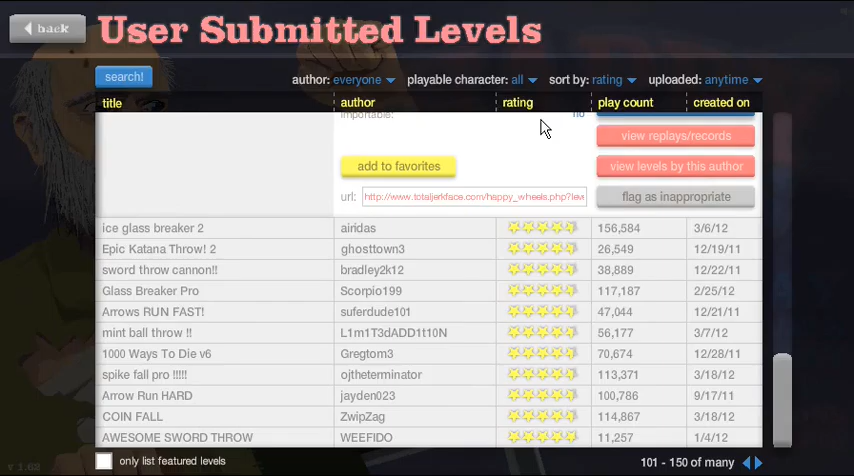 back
User Submitted Levels
search!
author: everyone playable character: all sort by: rating uploaded: anytime
title author rating play count created on
importable: no
view replays/records
add to favorites view levels by this author
url: http://www.totaljerkface.com/happy_wheels.php?leve flag as inappropriate
ice glass breaker 2 airidas 156,584 3/6/12
Epic Katana Throw! 2 ghosttown3 26,549 12/19/11
sword throw cannon!! bradley2k12 38,889 12/22/11
Glass Breaker Pro Scorpio199 117,187 2/25/12
Arrows RUN FAST! suferdude101 47,044 12/21/11
mint ball throw !! L1m1T3dADD1t10N 56,177 3/7/12
1000 Ways To Die v6 Gregtom3 70,674 12/28/11
spike fall pro !!!!! ojtheterminator 113,371 3/18/12
Arrow Run HARD jayden023 100,786 9/17/11
COIN FALL ZwipZag 114,867 3/18/12
AWESOME SWORD THROW WEEFIDO 11,257 1/4/12
only list featured levels 101 - 150 of many
v 1.62